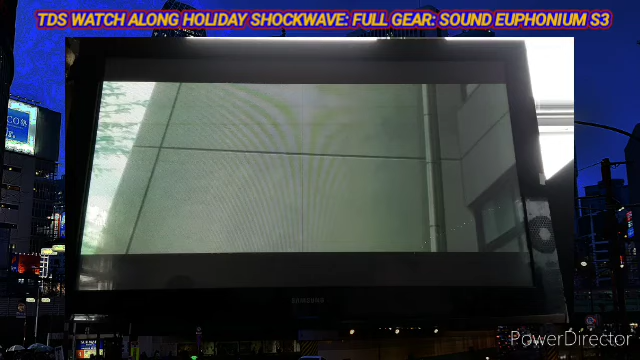 TDS WATCH ALONG HOLIDAY SHOCKWAVE: FULL GEAR: SOUND EUPHONIUM S3
SAMSUNG
PowerDirector